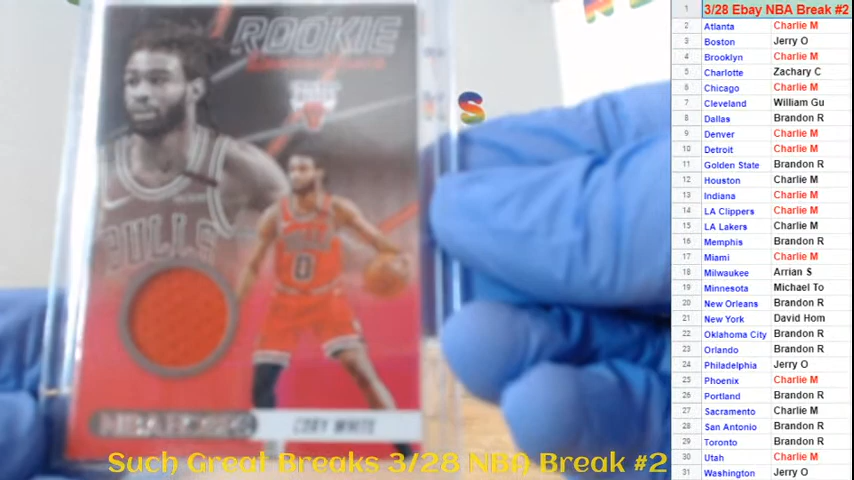 ROOKIE
BULLS
0
COBY WHITE
S
Such Great Breaks 3/28 NBA Break #2
1 3/28 Ebay NBA Break #2
2 Atlanta Charlie M
3 Boston Jerry O
4 Brooklyn Charlie M
5 Charlotte Zachary C
6 Chicago Charlie M
7 Cleveland William Gu
8 Dallas Brandon R
9 Denver Charlie M
10 Detroit Charlie M
11 Golden State Brandon R
12 Houston Charlie M
13 Indiana Charlie M
14 LA Clippers Charlie M
15 LA Lakers Charlie M
16 Memphis Brandon R
17 Miami Charlie M
18 Milwaukee Arrian S
19 Minnesota Michael To
20 New Orleans Brandon R
21 New York David Hom
22 Oklahoma City Brandon R
23 Orlando Brandon R
24 Philadelphia Jerry O
25 Phoenix Charlie M
26 Portland Brandon R
27 Sacramento Charlie M
28 San Antonio Brandon R
29 Toronto Brandon R
30 Utah Charlie M
31 Washington Jerry O